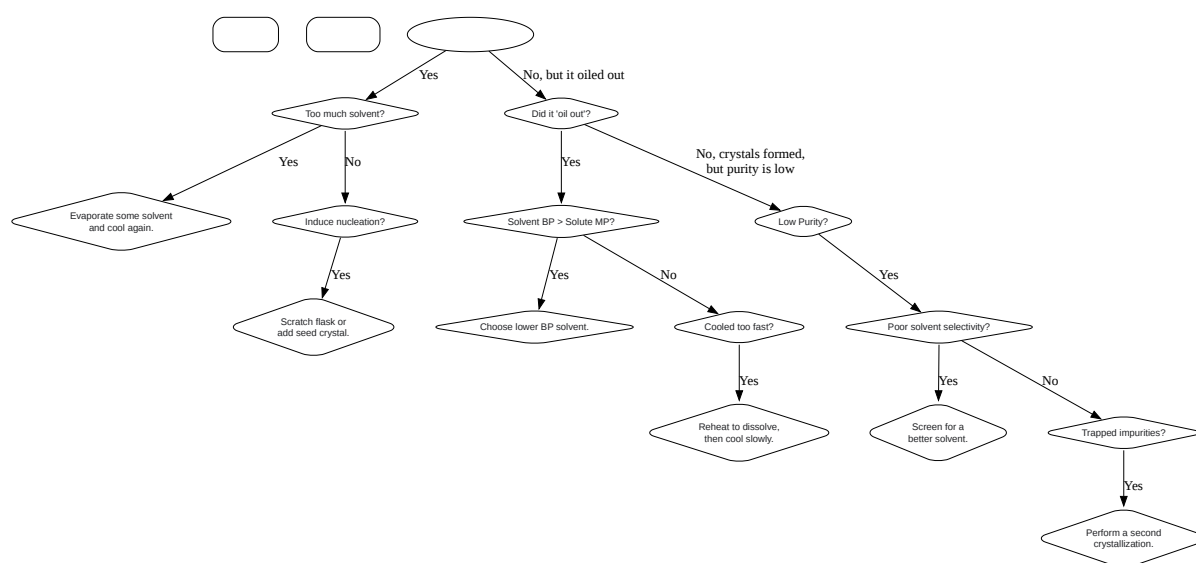 Yes
No, but it oiled out
Too much solvent?
Did it 'oil out'?
Yes
No
Yes
No, crystals formed,
but purity is low
Evaporate some solvent
and cool again.
Induce nucleation?
Solvent BP > Solute MP?
Low Purity?
Yes
Yes
No
Yes
Scratch flask or
add seed crystal.
Choose lower BP solvent.
Cooled too fast?
Poor solvent selectivity?
Yes
Yes
No
Reheat to dissolve,
then cool slowly.
Screen for a
better solvent.
Trapped impurities?
Yes
Perform a second
crystallization.